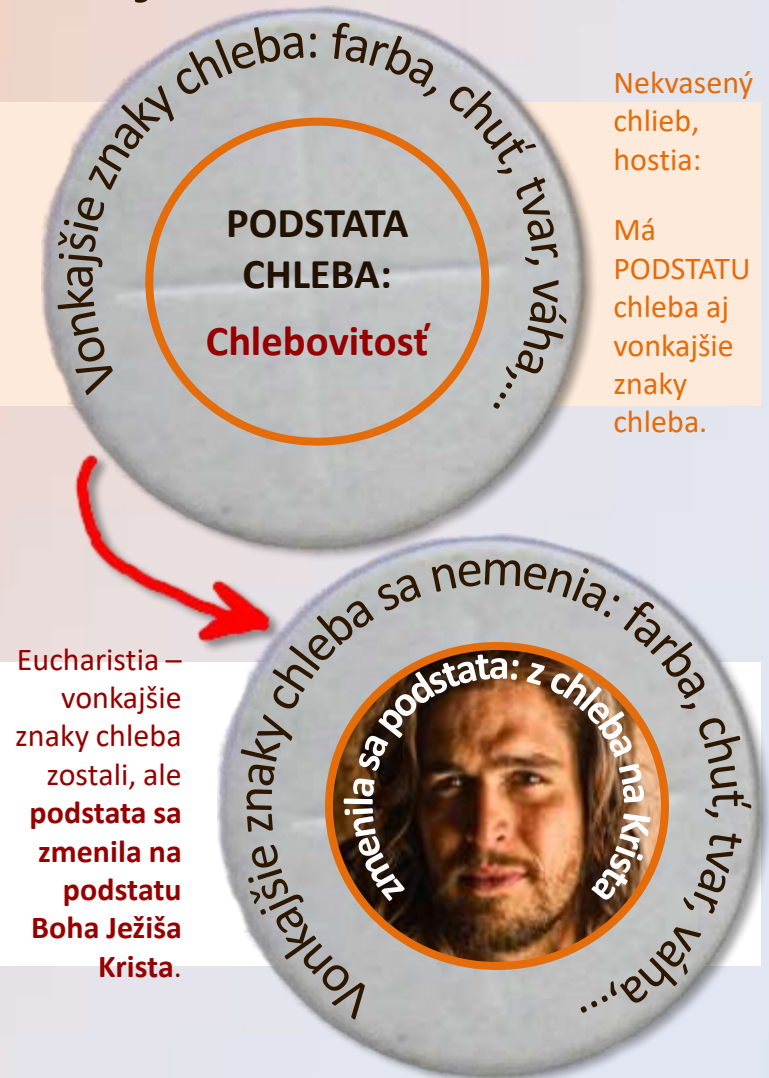 Vonkajšie znaky chleba: farba, chuť, tvar, váha,...
PODSTATA
CHLEBA:
Chlebovitosť
Nekvasený
chlieb,
hostia:
Má
PODSTATU
chleba aj
vonkajšie
znaky
chleba.
Eucharistia –
vonkajšie
znaky chleba
zostali, ale
podstata sa
zmenila na
podstatu
Boha Ježiša
Krista.
Vonkajšie znaky chleba sa nemenia: farba, chuť, tvar, váha,...
zmenila sa podstata: z chleba na Krista